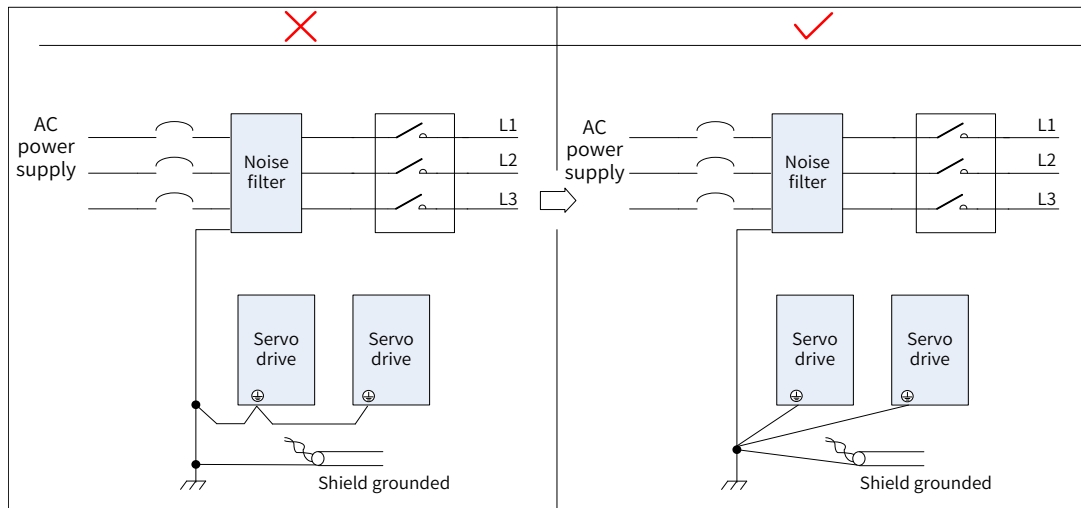 AC
power
supply
Noise
filter
L1
L2
L3
Servo
drive
Servo
drive
Shield grounded
AC
power
supply
Noise
filter
L1
L2
L3
Servo
drive
Servo
drive
Shield grounded